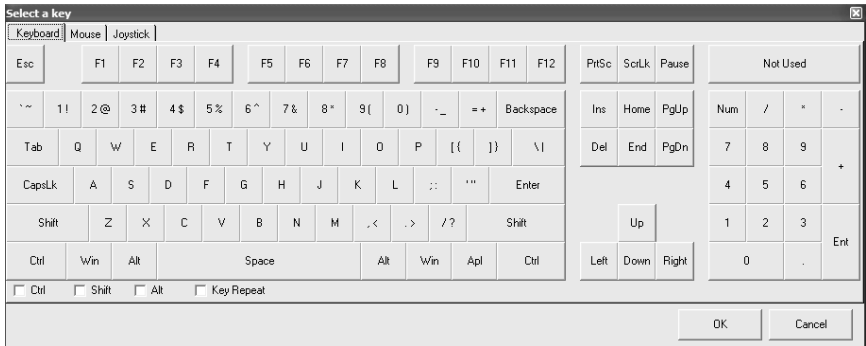 Select a key
Keyboard Mouse Joystick
Esc F1 F2 F3 F4 F5 F6 F7 F8 F9 F10 F11 F12 PrtSc ScrLk Pause Not Used
` ~ 1! 2@ 3# 4$ 5% 6^ 7& 8* 9( 0) -_ =+ Backspace Ins Home PgUp Num / * -
Tab Q W E R T Y U I O P [{ ]} \| Del End PgDn 7 8 9 +
CapsLk A S D F G H J K L ;: '" Enter 4 5 6
Shift Z X C V B N M ,< .> /? Shift Up 1 2 3 Ent
Ctrl Win Alt Space Alt Win Apl Ctrl Left Down Right 0 .
Ctrl Shift Alt Key Repeat
OK Cancel